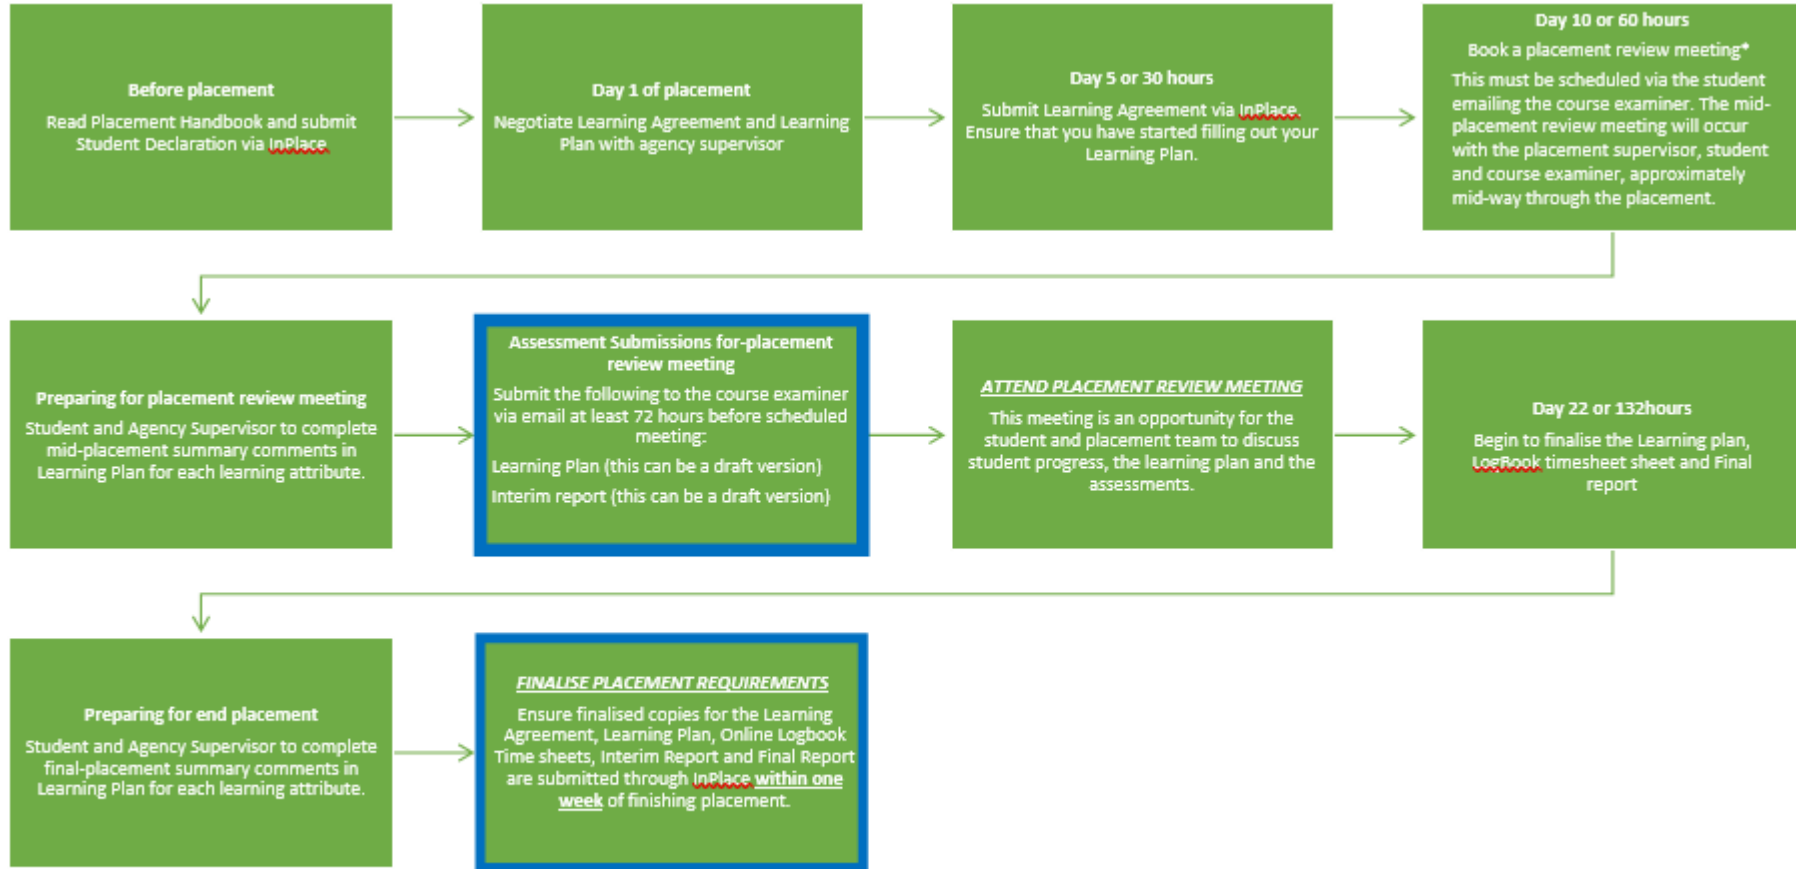 Before placement
Read Placement Handbook and submit
Student Declaration via InPlace
Day 1 of placement
Negotiate Learning Agreement and Learning
Plan with agency supervisor
Day 5 or 30 hours
Submit Learning Agreement via InPlace
Ensure that you have started filling out your
Learning Plan.
Day 10 or 60 hours
Book a placement review meeting*
This must be scheduled via the student
emailing the course examiner. The mid-
placement review meeting will occur
with the placement supervisor, student
and course examiner, approximately
mid-way through the placement.
Preparing for placement review meeting
Student and Agency Supervisor to complete
mid-placement summary comments in
Learning Plan for each learning attribute.
Assessment Submissions for-placement
review meeting
Submit the following to the course examiner
via email at least 72 hours before scheduled
meeting:
Learning Plan (this can be a draft version)
Interim report (this can be a draft version)
ATTEND PLACEMENT REVIEW MEETING
This meeting is an opportunity for the
student and placement team to discuss
student progress, the learning plan and the
assessments.
Day 22 or 132hours
Begin to finalise the Learning plan,
LogBook timesheet sheet and Final
report
Preparing for end placement
Student and Agency Supervisor to complete
final-placement summary comments in
Learning Plan for each learning attribute.
FINALISE PLACEMENT REQUIREMENTS
Ensure finalised copies for the Learning
Agreement, Learning Plan, Online Logbook
Time sheets, Interim Report and Final Report
are submitted through InPlace within one
week of finishing placement.